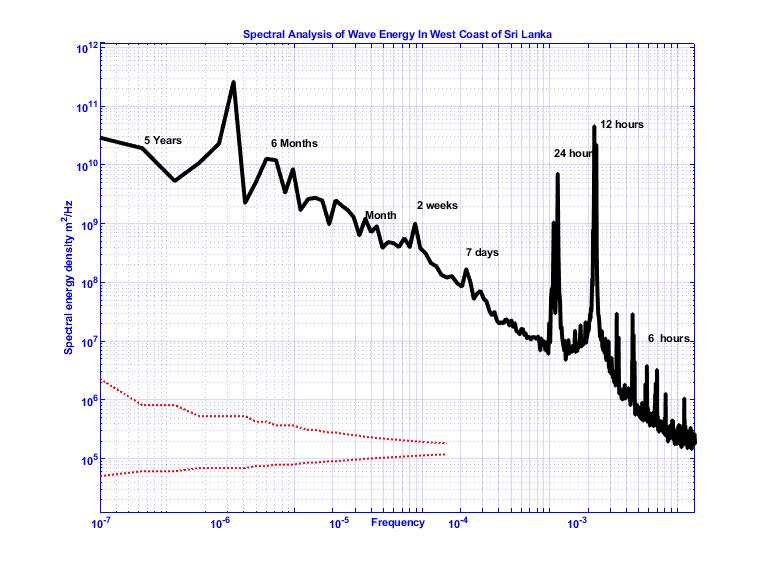 Spectral Analysis of Wave Energy In West Coast of Sri Lanka
10^12
10^11
10^10
10^9
10^8
10^7
10^6
10^5
Spectral energy density m^2/Hz
5 Years
6 Months
Month
2 weeks
7 days
24 hour
12 hours
6 hours
10^-7
10^-6
10^-5
Frequency
10^-4
10^-3